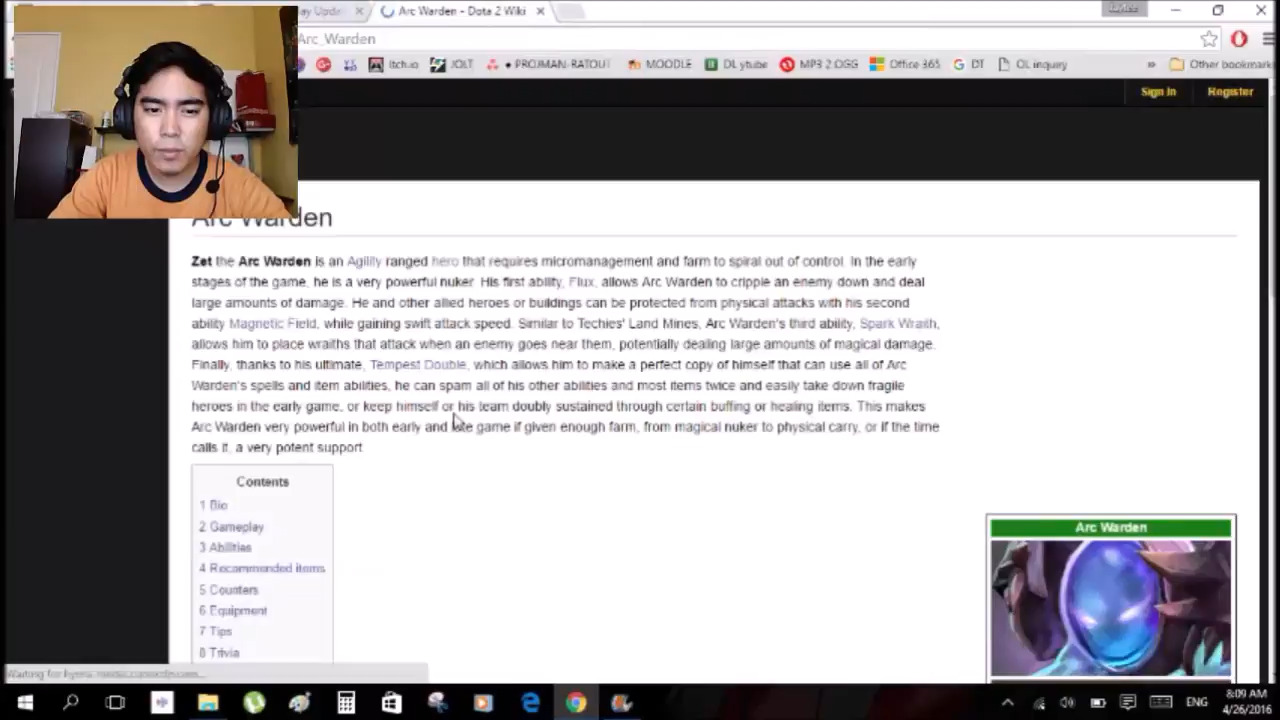 Arc Warden - Dota 2 Wiki
Arc_Warden
Itch.io JOLT PROJMAN-RATOUT MOODLE DL ytube MP3 2 OGG Office 365 DT OL inquiry » Other bookmark
Sign In Register
Arc Warden
Zet the Arc Warden is an Agility ranged hero that requires micromanagement and farm to spiral out of control. In the early
stages of the game, he is a very powerful nuker. His first ability, Flux, allows Arc Warden to cripple an enemy down and deal
large amounts of damage. He and other allied heroes or buildings can be protected from physical attacks with his second
ability Magnetic Field, while gaining swift attack speed. Similar to Techies' Land Mines, Arc Warden's third ability, Spark Wraith,
allows him to place wraiths that attack when an enemy goes near them, potentially dealing large amounts of magical damage.
Finally, thanks to his ultimate, Tempest Double, which allows him to make a perfect copy of himself that can use all of Arc
Warden's spells and item abilities, he can spam all of his other abilities and most items twice and easily take down fragile
heroes in the early game, or keep himself or his team doubly sustained through certain buffing or healing items. This makes
Arc Warden very powerful in both early and late game if given enough farm, from magical nuker to physical carry, or if the time
calls it, a very potent support
Contents
1 Bio
2 Gameplay
3 Abilities
4 Recommended items
5 Counters
6 Equipment
7 Tips
8 Trivia
Arc Warden
Waiting for
ENG
8:09 AM
4/26/2016